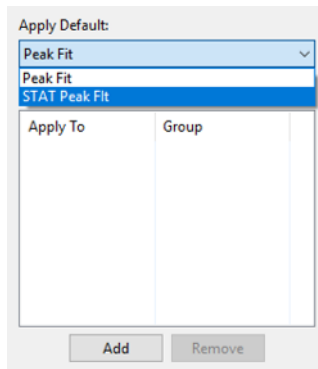 Apply Default:
Peak Fit
Peak Fit
STAT Peak FIt
Apply To Group
Add Remove